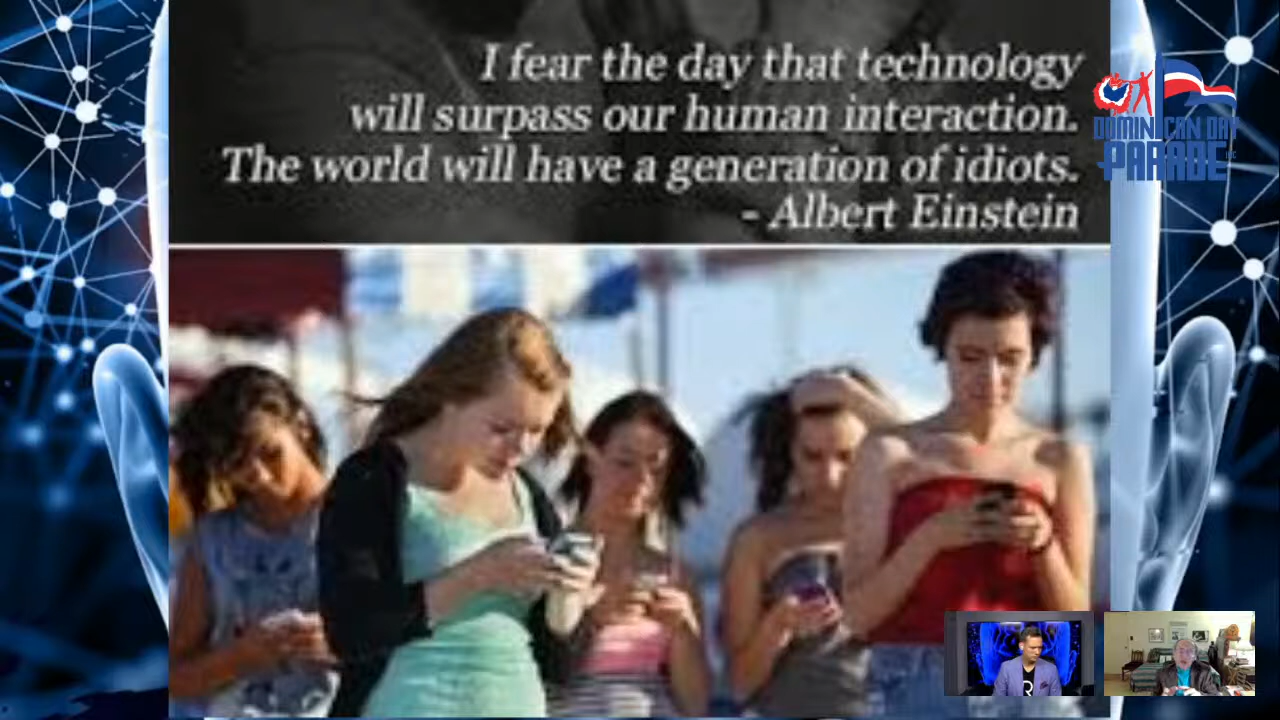 I fear the day that technology
will surpass our human interaction.
The world will have a generation of idiots.
- Albert Einstein
DOMINICAN DAY
PARADE